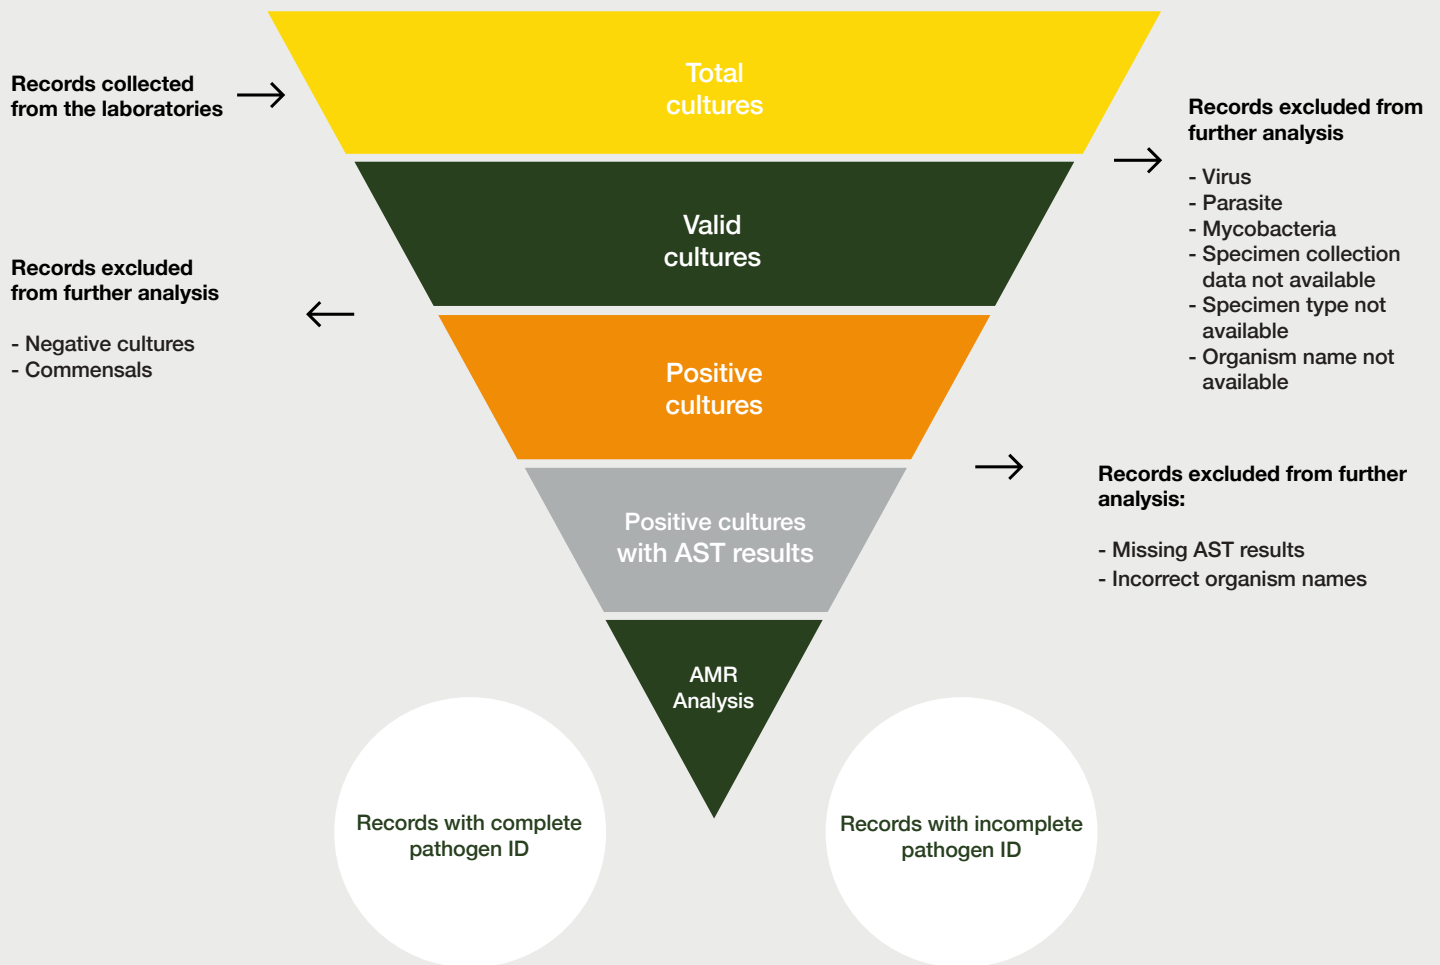 Total
cultures
Records collected
from the laboratories
Records excluded from
further analysis
- Virus
- Parasite
- Mycobacteria
- Specimen collection
data not available
- Specimen type not
available
- Organism name not
available
Valid
cultures
Records excluded
from further analysis
- Negative cultures
- Commensals
Positive
cultures
Records excluded from further
analysis:
- Missing AST results
- Incorrect organism names
Positive cultures
with AST results
AMR
Analysis
Records with complete
pathogen ID
Records with incomplete
pathogen ID